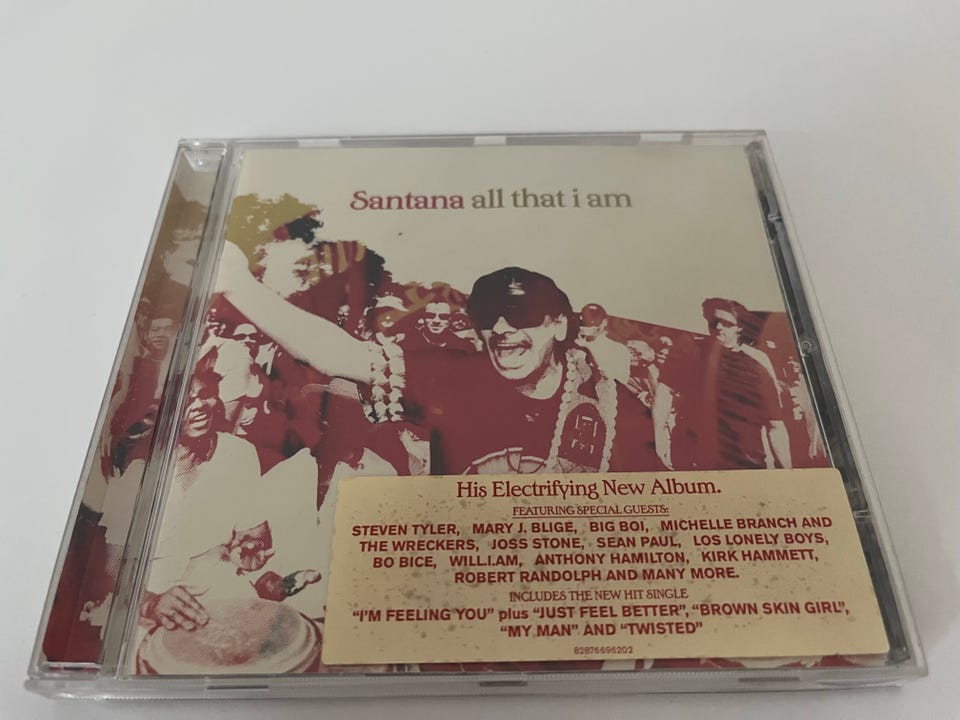 Santana all that i am
His Electrifying New Album.
FEATURING SPECIAL GUESTS:
STEVEN TYLER, MARY J. BLIGE, BIG BOI, MICHELLE BRANCH AND
THE WRECKERS, JOSS STONE, SEAN PAUL, LOS LONELY BOYS,
BO BICE, WILL.I.AM, ANTHONY HAMILTON, KIRK HAMMETT,
ROBERT RANDOLPH AND MANY MORE.
INCLUDES THE NEW HIT SINGLE
“I'M FEELING YOU” plus “JUST FEEL BETTER”, “BROWN SKIN GIRL”,
“MY MAN” AND “TWISTED”
82876696202